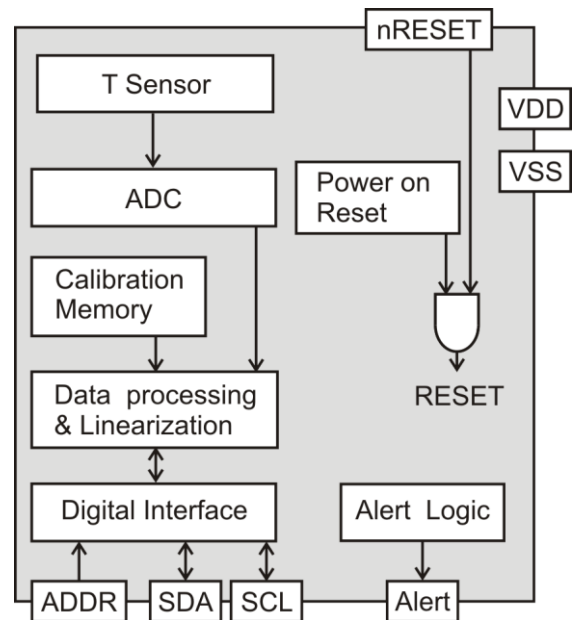 nRESET
T Sensor
VDD
VSS
ADC
Power on
Reset
Calibration
Memory
Data processing
& Linearization
RESET
Digital Interface
Alert Logic
ADDR
SDA
SCL
Alert